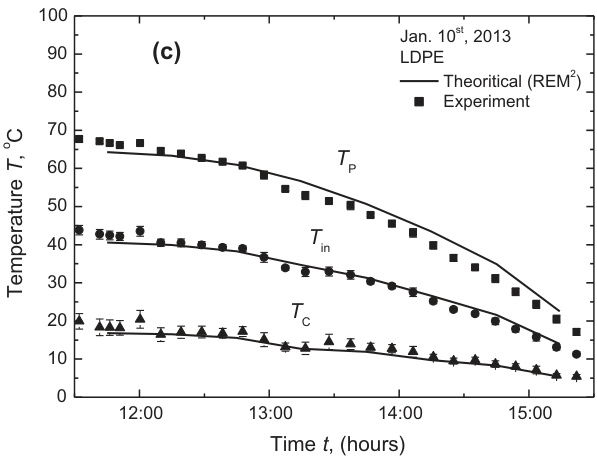 100
90
80
70
60
50
40
30
20
10
0
Temperature T, °C
(c)
Jan. 10st, 2013
LDPE
Theoritical (REM²)
Experiment
TP
Tin
TC
12:00 13:00 14:00 15:00
Time t, (hours)